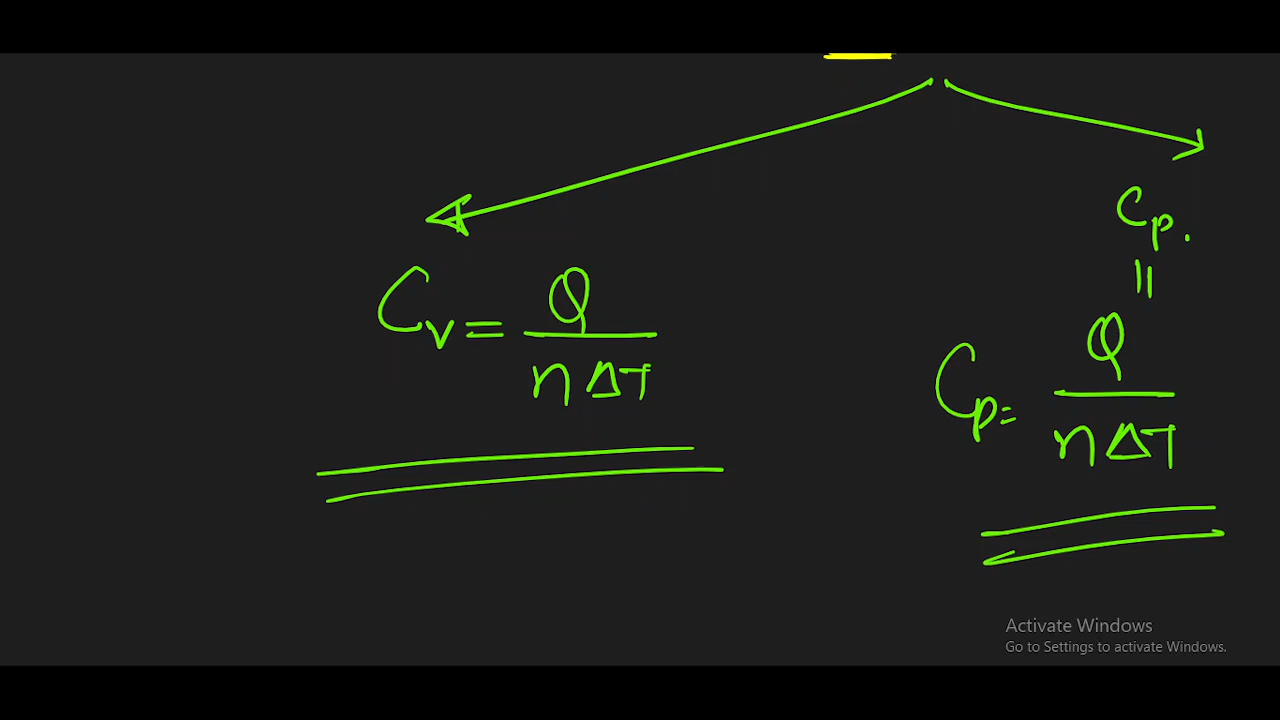 Cp.
||
Cv = Q / nΔT
Cp = Q / nΔT
Activate Windows
Go to Settings to activate Windows.